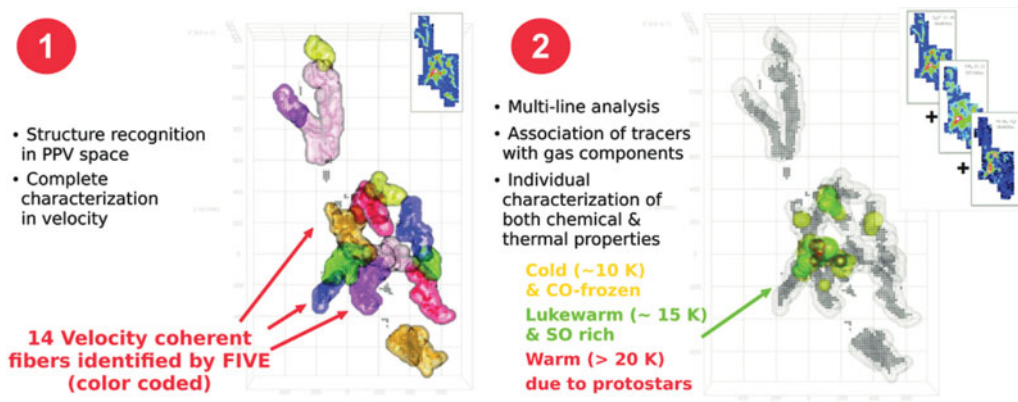 1
• Structure recognition
in PPV space
• Complete
characterization
in velocity
14 Velocity coherent
fibers identified by FIVE
(color coded)
2
• Multi-line analysis
• Association of tracers
with gas components
• Individual
characterization of
both chemical &
thermal properties
Cold (~10 K)
& CO-frozen
Lukewarm (~ 15 K)
& SO rich
Warm (> 20 K)
due to protostars
+
+